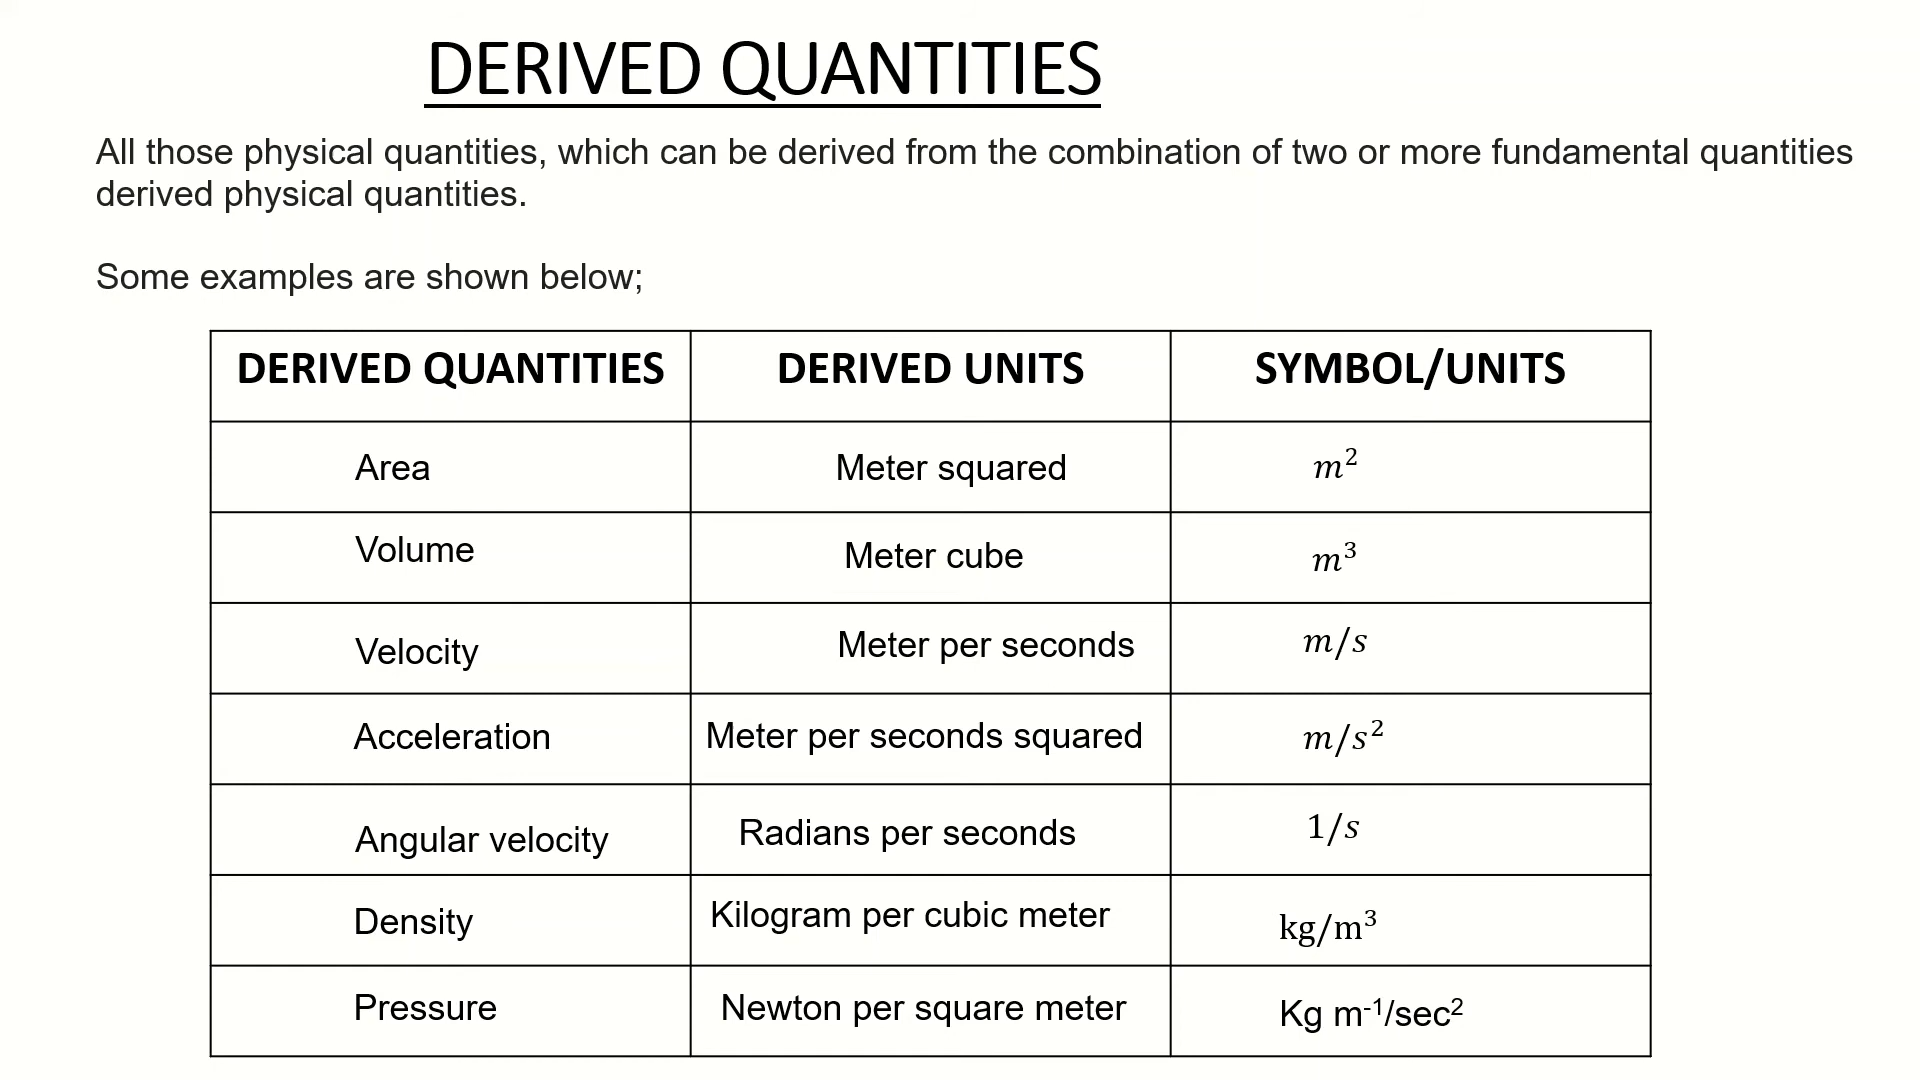 DERIVED QUANTITIES
All those physical quantities, which can be derived from the combination of two or more fundamental quantities
derived physical quantities.
Some examples are shown below;
DERIVED QUANTITIES DERIVED UNITS SYMBOL/UNITS
Area Meter squared m²
Volume Meter cube m³
Velocity Meter per seconds m/s
Acceleration Meter per seconds squared m/s²
Angular velocity Radians per seconds 1/s
Density Kilogram per cubic meter kg/m³
Pressure Newton per square meter Kg m⁻¹/sec²